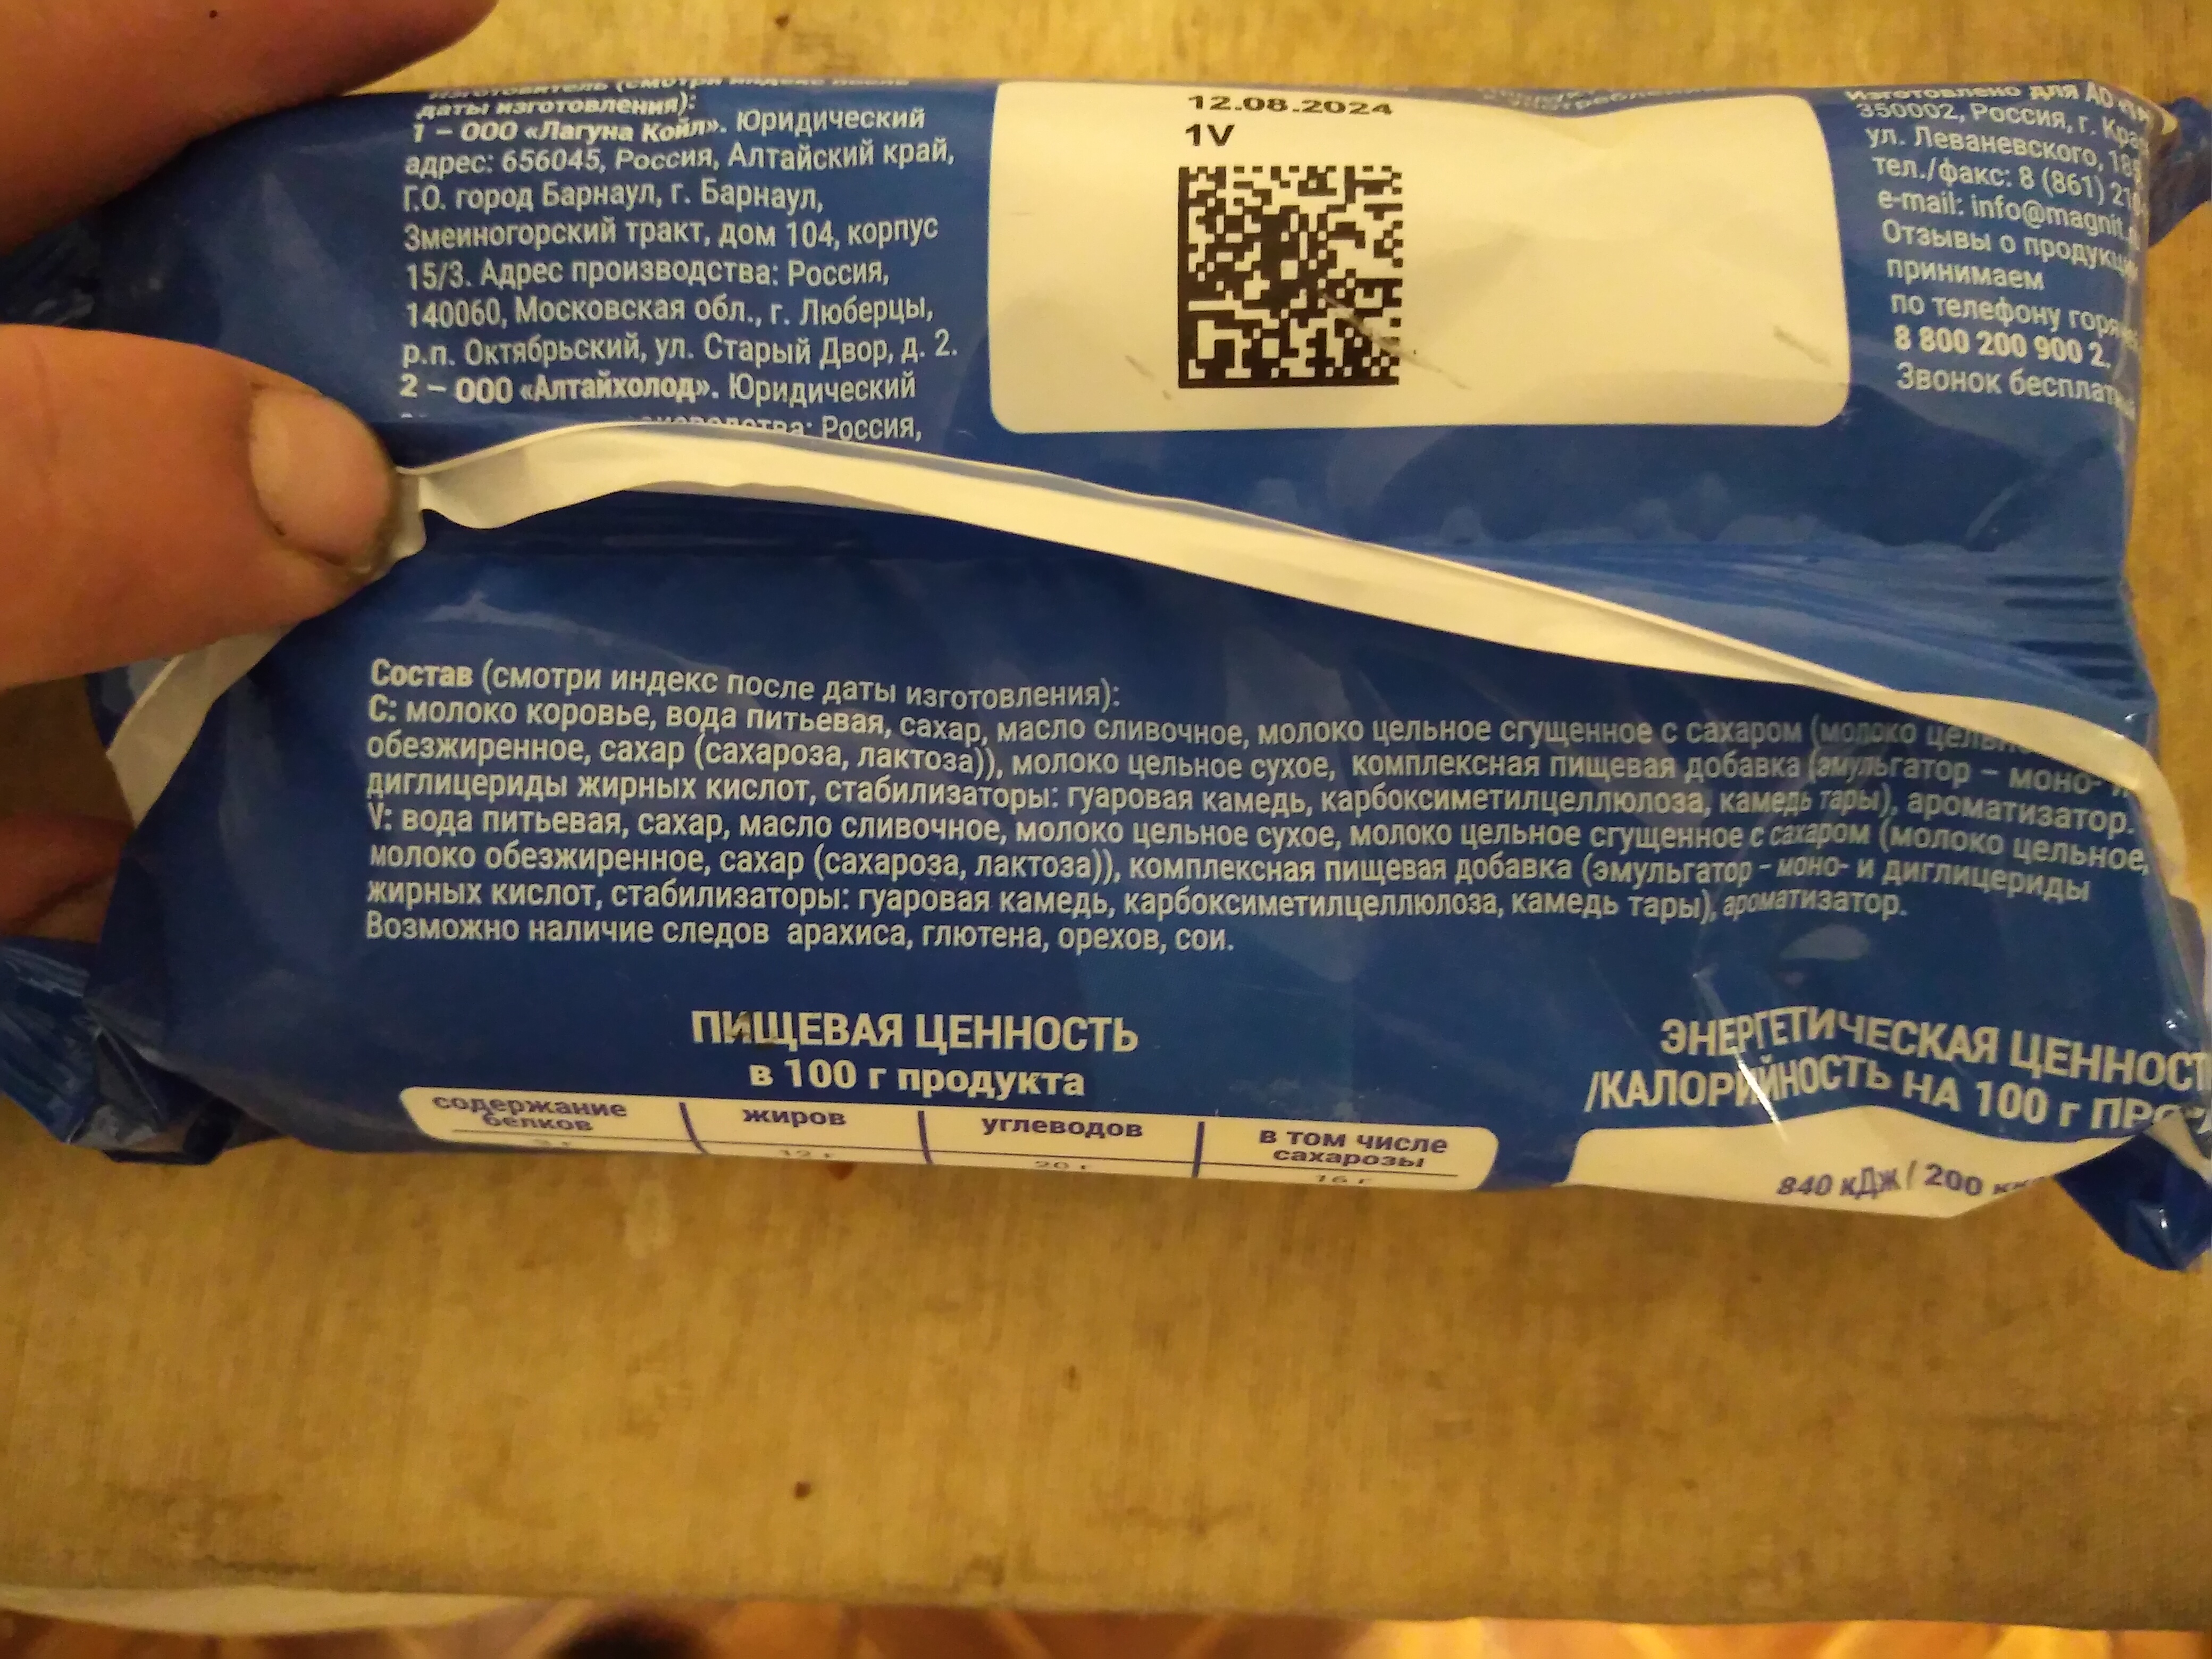 даты изготовления):
1 – ООО «Лагуна Койл». Юридический
адрес: 656045, Россия, Алтайский край,
Г.О. город Барнаул, г. Барнаул,
Змеиногорский тракт, дом 104, корпус
15/3. Адрес производства: Россия,
140060, Московская обл., г. Люберцы,
р.п. Октябрьский, ул. Старый Двор, д. 2.
2 – ООО «Алтайхолод». Юридический
Россия,
12.08.2024
1V
Изготовлено для АО
350002, Россия, г.
ул. Леваневского,
тел./факс: 8 (861)
e-mail: info@magnit.
Отзывы о
принимаем
по телефону
8 800 200 900 2.
Звонок
Состав (смотри индекс после даты изготовления):
C: молоко коровье, вода питьевая, сахар, масло сливочное, молоко цельное сгущенное с сахаром (молоко
обезжиренное, сахар (сахароза, лактоза)), молоко цельное сухое, комплексная пищевая добавка (эмульгатор – моно-
диглицериды жирных кислот, стабилизаторы: гуаровая камедь, карбоксиметилцеллюлоза, камедь тары), ароматизатор.
V: вода питьевая, сахар, масло сливочное, молоко цельное сухое, молоко цельное сгущенное с сахаром (молоко цельное,
молоко обезжиренное, сахар (сахароза, лактоза)), комплексная пищевая добавка (эмульгатор – моно- и диглицериды
жирных кислот, стабилизаторы: гуаровая камедь, карбоксиметилцеллюлоза, камедь тары), ароматизатор.
Возможно наличие следов арахиса, глютена, орехов, сои.
ПИЩЕВАЯ ЦЕННОСТЬ
в 100 г продукта
содержание белков
жиров
углеводов
в том числе сахарозы
12 г
20 г
16 г
ЭНЕРГЕТИЧЕСКАЯ
/КАЛОРИЙНОСТЬ НА 100 г
840 кДж / 200